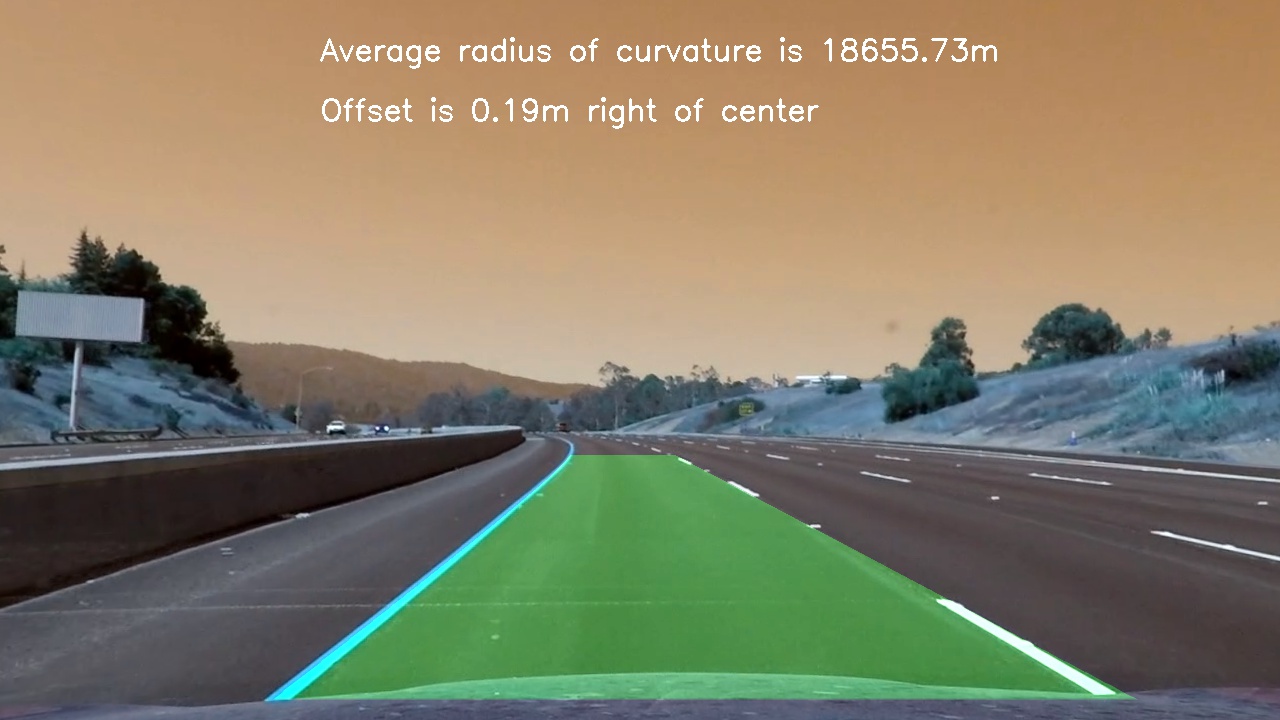 Average radius of curvature is 18655.73m
Offset is 0.19m right of center